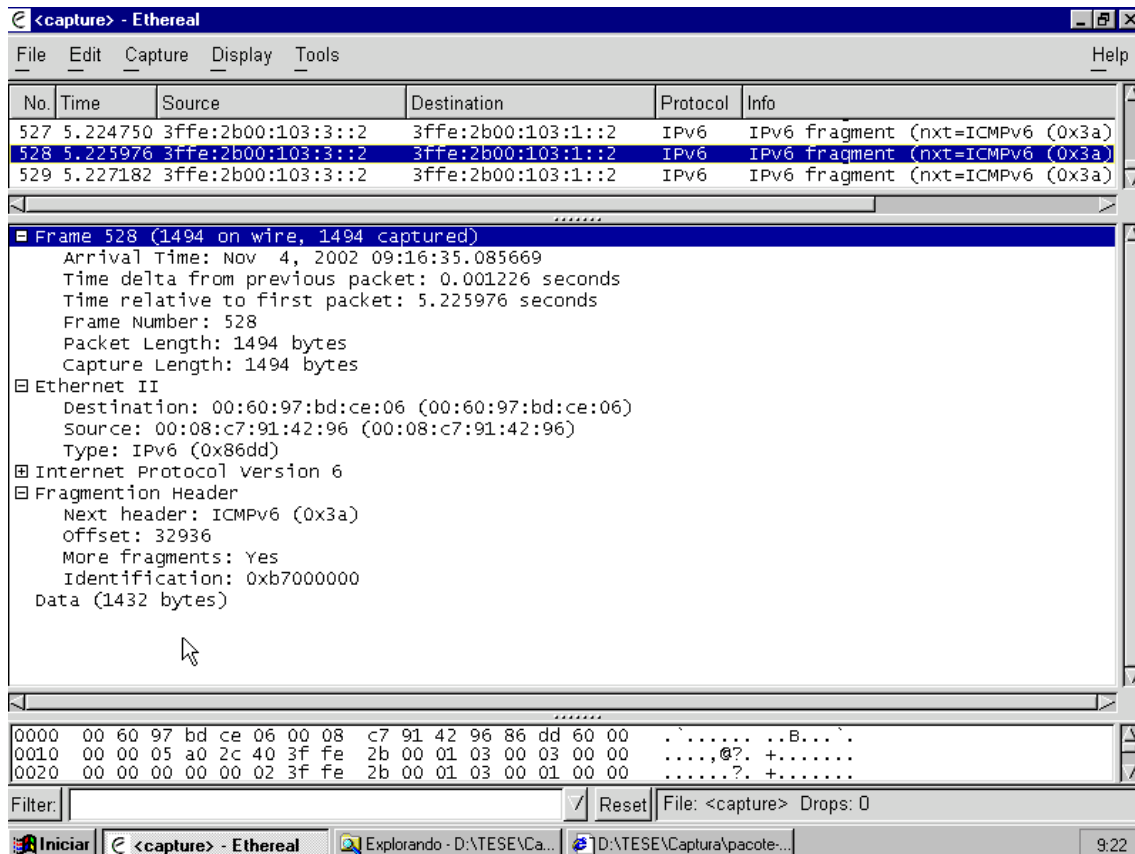 <capture> - Ethereal
File Edit Capture Display Tools Help
No. Time Source Destination Protocol Info
527 5.224750 3ffe:2b00:103:3::2 3ffe:2b00:103:1::2 IPv6 IPv6 fragment (nxt=ICMPv6 (0x3a)
528 5.225976 3ffe:2b00:103:3::2 3ffe:2b00:103:1::2 IPv6 IPv6 fragment (nxt=ICMPv6 (0x3a)
529 5.227182 3ffe:2b00:103:3::2 3ffe:2b00:103:1::2 IPv6 IPv6 fragment (nxt=ICMPv6 (0x3a)
Frame 528 (1494 on wire, 1494 captured)
Arrival Time: Nov 4, 2002 09:16:35.085669
Time delta from previous packet: 0.001226 seconds
Time relative to first packet: 5.225976 seconds
Frame Number: 528
Packet Length: 1494 bytes
Capture Length: 1494 bytes
Ethernet II
Destination: 00:60:97:bd:ce:06 (00:60:97:bd:ce:06)
Source: 00:08:c7:91:42:96 (00:08:c7:91:42:96)
Type: IPv6 (0x86dd)
Internet Protocol Version 6
Fragmention Header
Next header: ICMPv6 (0x3a)
Offset: 32936
More fragments: Yes
Identification: 0xb7000000
Data (1432 bytes)
0000 00 60 97 bd ce 06 00 08 c7 91 42 96 86 dd 60 00 .`...... ..B...`.
0010 00 00 05 a0 2c 40 3f fe 2b 00 01 03 00 03 00 00 ....,@?. +.......
0020 00 00 00 00 00 02 3f fe 2b 00 01 03 00 01 00 00 ......?. +.......
Filter: Reset File: <capture> Drops: 0
Iniciar <capture> - Ethereal Explorando - D:\TESE\Ca... D:\TESE\Captura\pacote-... 9:22